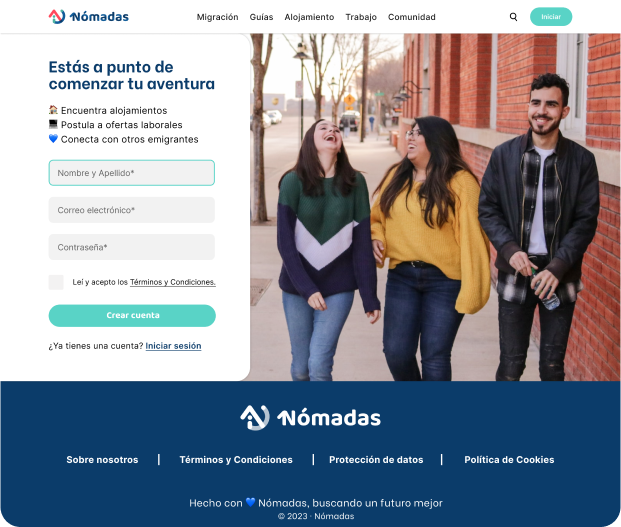 Nómadas
Migración Guías Alojamiento Trabajo Comunidad
Iniciar
Estás a punto de
comenzar tu aventura
🏠 Encuentra alojamientos
💻 Postula a ofertas laborales
💙 Conecta con otros emigrantes
Nombre y Apellido*
Correo electrónico*
Contraseña*
Leí y acepto los Términos y Condiciones.
Crear cuenta
¿Ya tienes una cuenta? Iniciar sesión
Nómadas
Sobre nosotros | Términos y Condiciones | Protección de datos | Política de Cookies
Hecho con 💙 Nómadas, buscando un futuro mejor
© 2023 · Nómadas